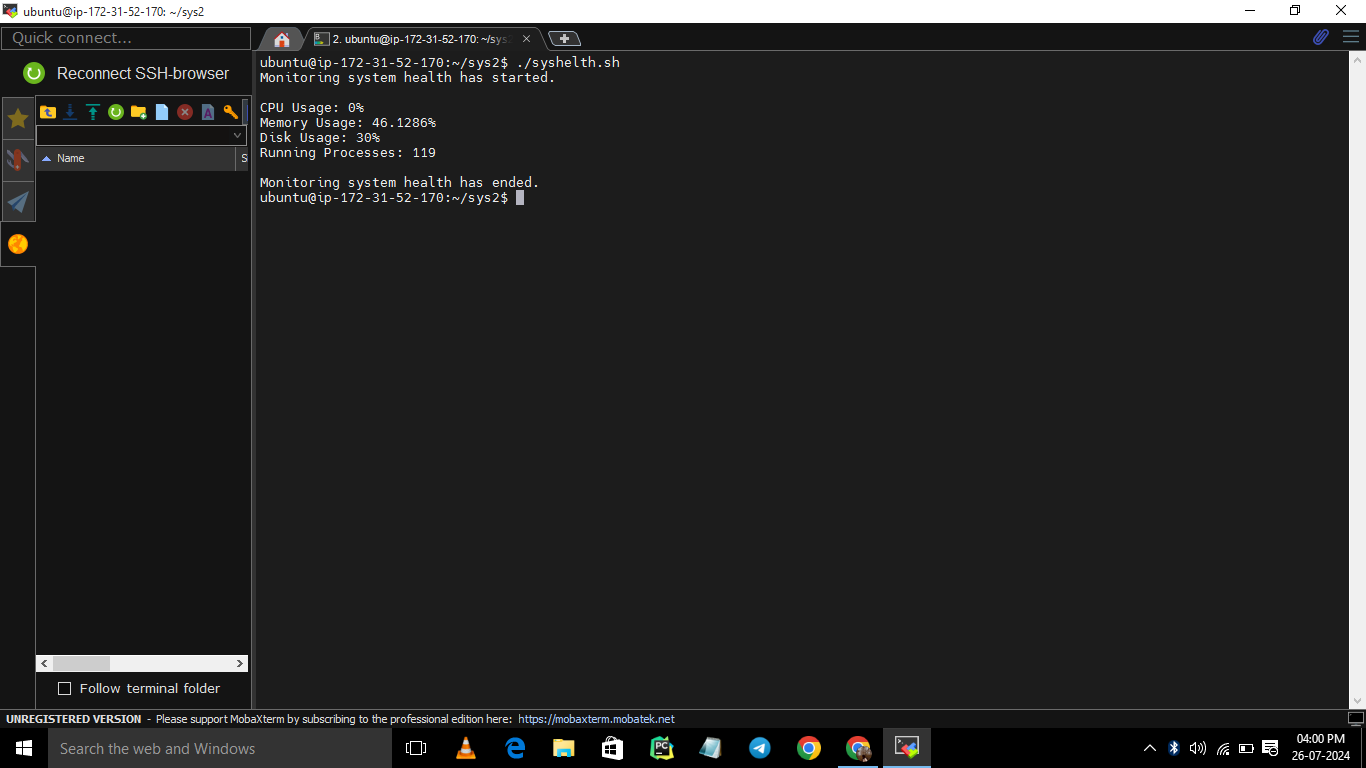 ubuntu@ip-172-31-52-170: ~/sys2
Quick connect...
2. ubuntu@ip-172-31-52-170: ~/sys
Reconnect SSH-browser
Name
S
ubuntu@ip-172-31-52-170:~/sys2$ ./syshelth.sh
Monitoring system health has started.
CPU Usage: 0%
Memory Usage: 46.1286%
Disk Usage: 30%
Running Processes: 119
Monitoring system health has ended.
ubuntu@ip-172-31-52-170:~/sys2$
Follow terminal folder
UNREGISTERED VERSION - Please support MobaXterm by subscribing to the professional edition here: https://mobaxterm.mobatek.net
Search the web and Windows
04:00 PM
26-07-2024